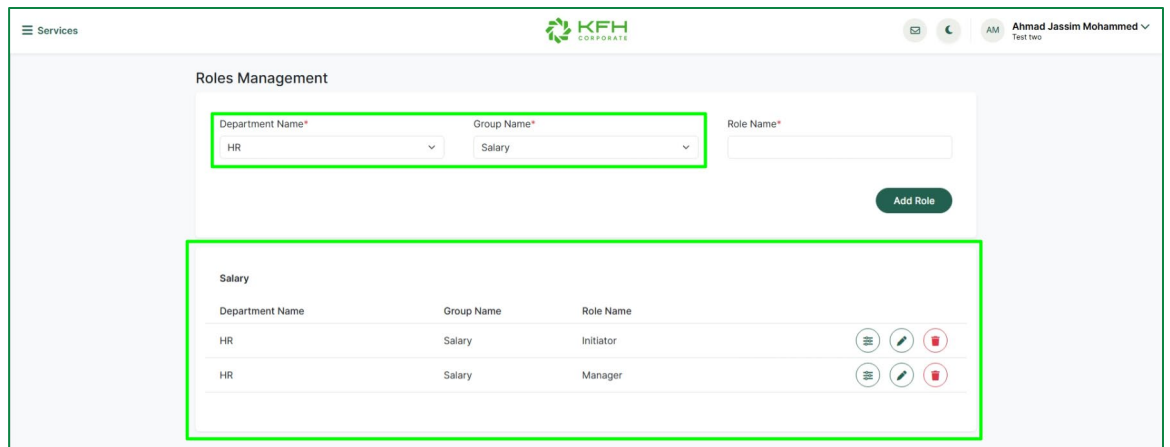 Services
KFH
CORPORATE
AM
Ahmad Jassim Mohammed
Test two
Roles Management
Department Name* Group Name* Role Name*
HR Salary
Add Role
Salary
Department Name Group Name Role Name
HR Salary Initiator
HR Salary Manager